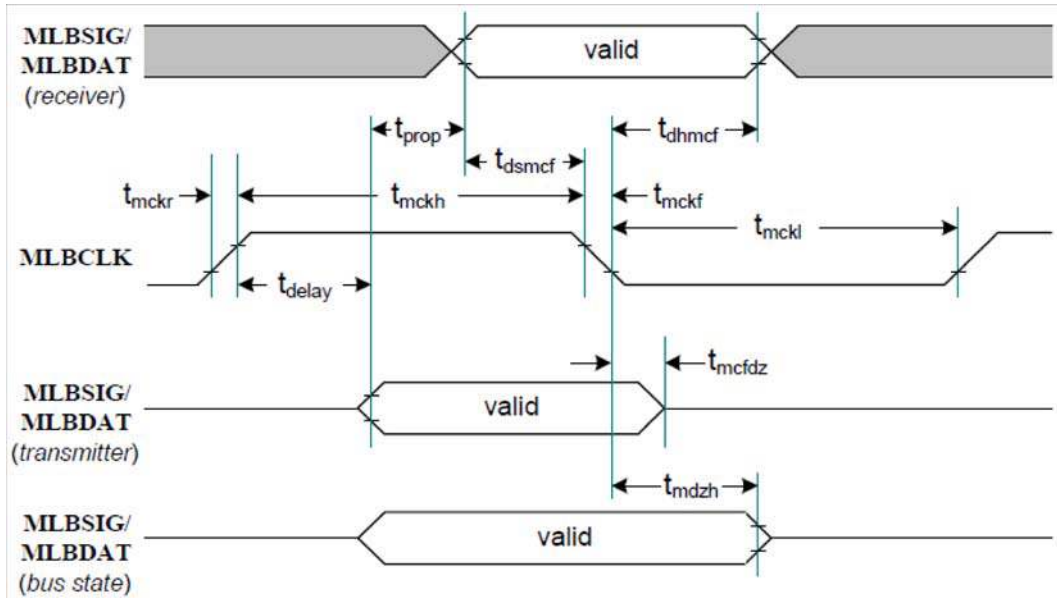 MLBSIG/
MLBDAT
(receiver)
valid
tprop
tdhmcf
tdsmcf
tmckr
tmckh
tmckf
tmckl
MLBCLK
tdelay
tmcfdz
MLBSIG/
MLBDAT
(transmitter)
valid
tmdzh
MLBSIG/
MLBDAT
(bus state)
valid